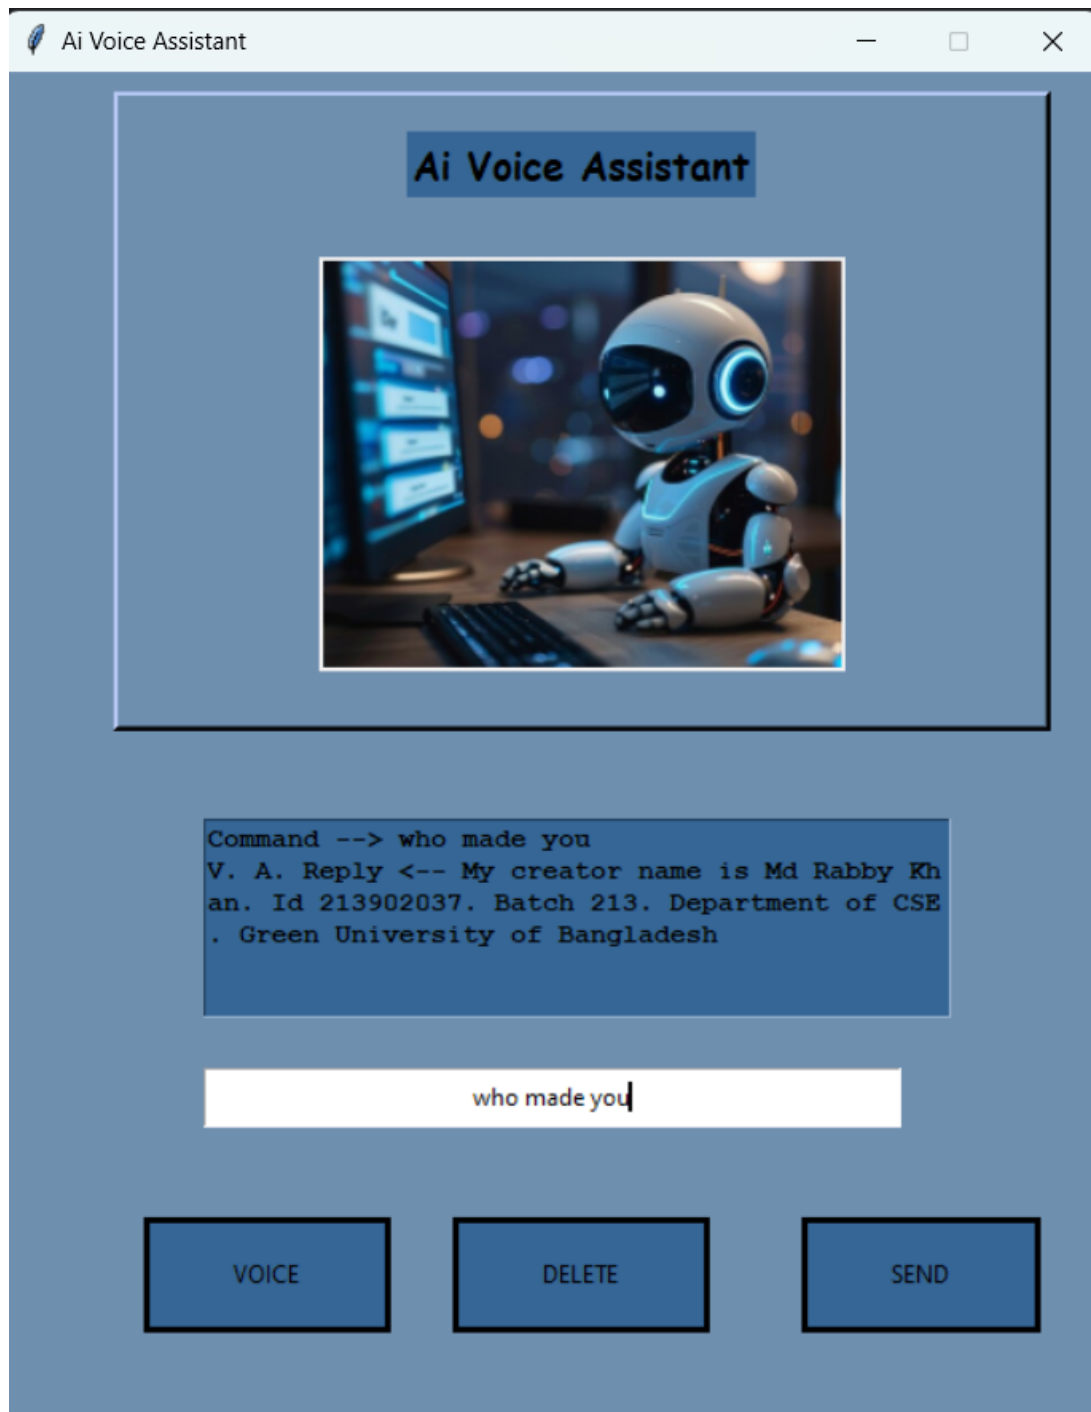 Ai Voice Assistant
Ai Voice Assistant
Command --> who made you
V. A. Reply <-- My creator name is Md Rabby Kh
an. Id 213902037. Batch 213. Department of CSE
. Green University of Bangladesh
who made you
VOICE
DELETE
SEND